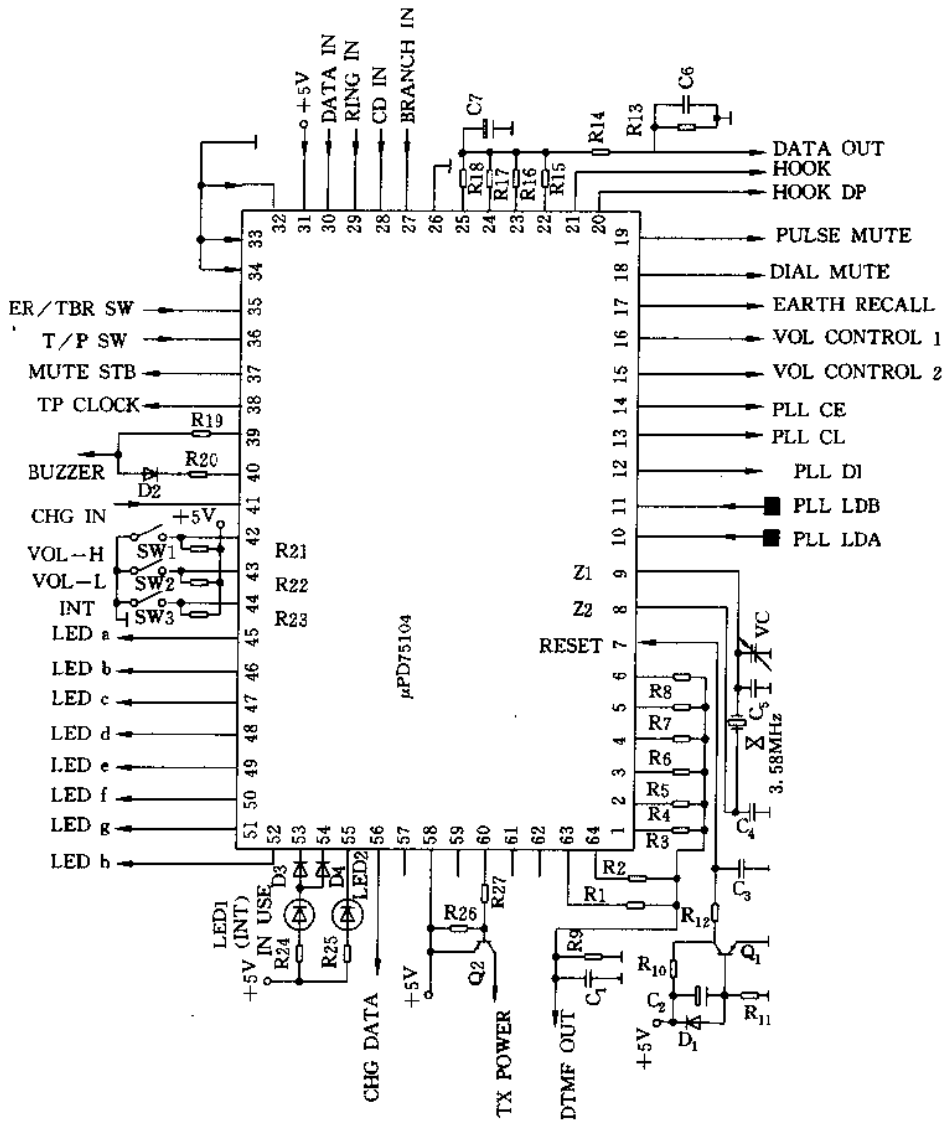 +5V
DATA IN
RING IN
CD IN
BRANCH IN
C7
C6
R13
R14
R18
R17
R16
R15
DATA OUT
HOOK
HOOK DP
32
31
30
29
28
27
26
25
24
23
22
21
20
33
34
35
36
37
38
39
40
41
42
43
44
45
46
47
48
49
50
51
19
18
17
16
15
14
13
12
11
10
9
8
7
6
5
4
3
2
1
PULSE MUTE
DIAL MUTE
EARTH RECALL
VOL CONTROL 1
VOL CONTROL 2
PLL CE
PLL CL
PLL DI
PLL LDB
PLL LDA
Z1
Z2
RESET
ER/TBR SW
T/P SW
MUTE STB
TP CLOCK
R19
R20
BUZZER
D2
CHG IN
+5V
VOL-H
SW1
R21
VOL-L
SW2
R22
INT
SW3
R23
LED a
LED b
LED c
LED d
LED e
LED f
LED g
LED h
μPD75104
VC
C5
3.58MHz
C4
R8
R7
R6
R5
R4
R3
R2
R1
52
53
54
55
56
57
58
59
60
61
62
63
64
D3
D4
LED2
LED1
(INT)
IN USE
R24
R25
+5V
CHG DATA
R26
R27
Q2
+5V
TX POWER
DTMF OUT
R9
C1
C3
R12
R10
Q1
C2
R11
D1
+5V